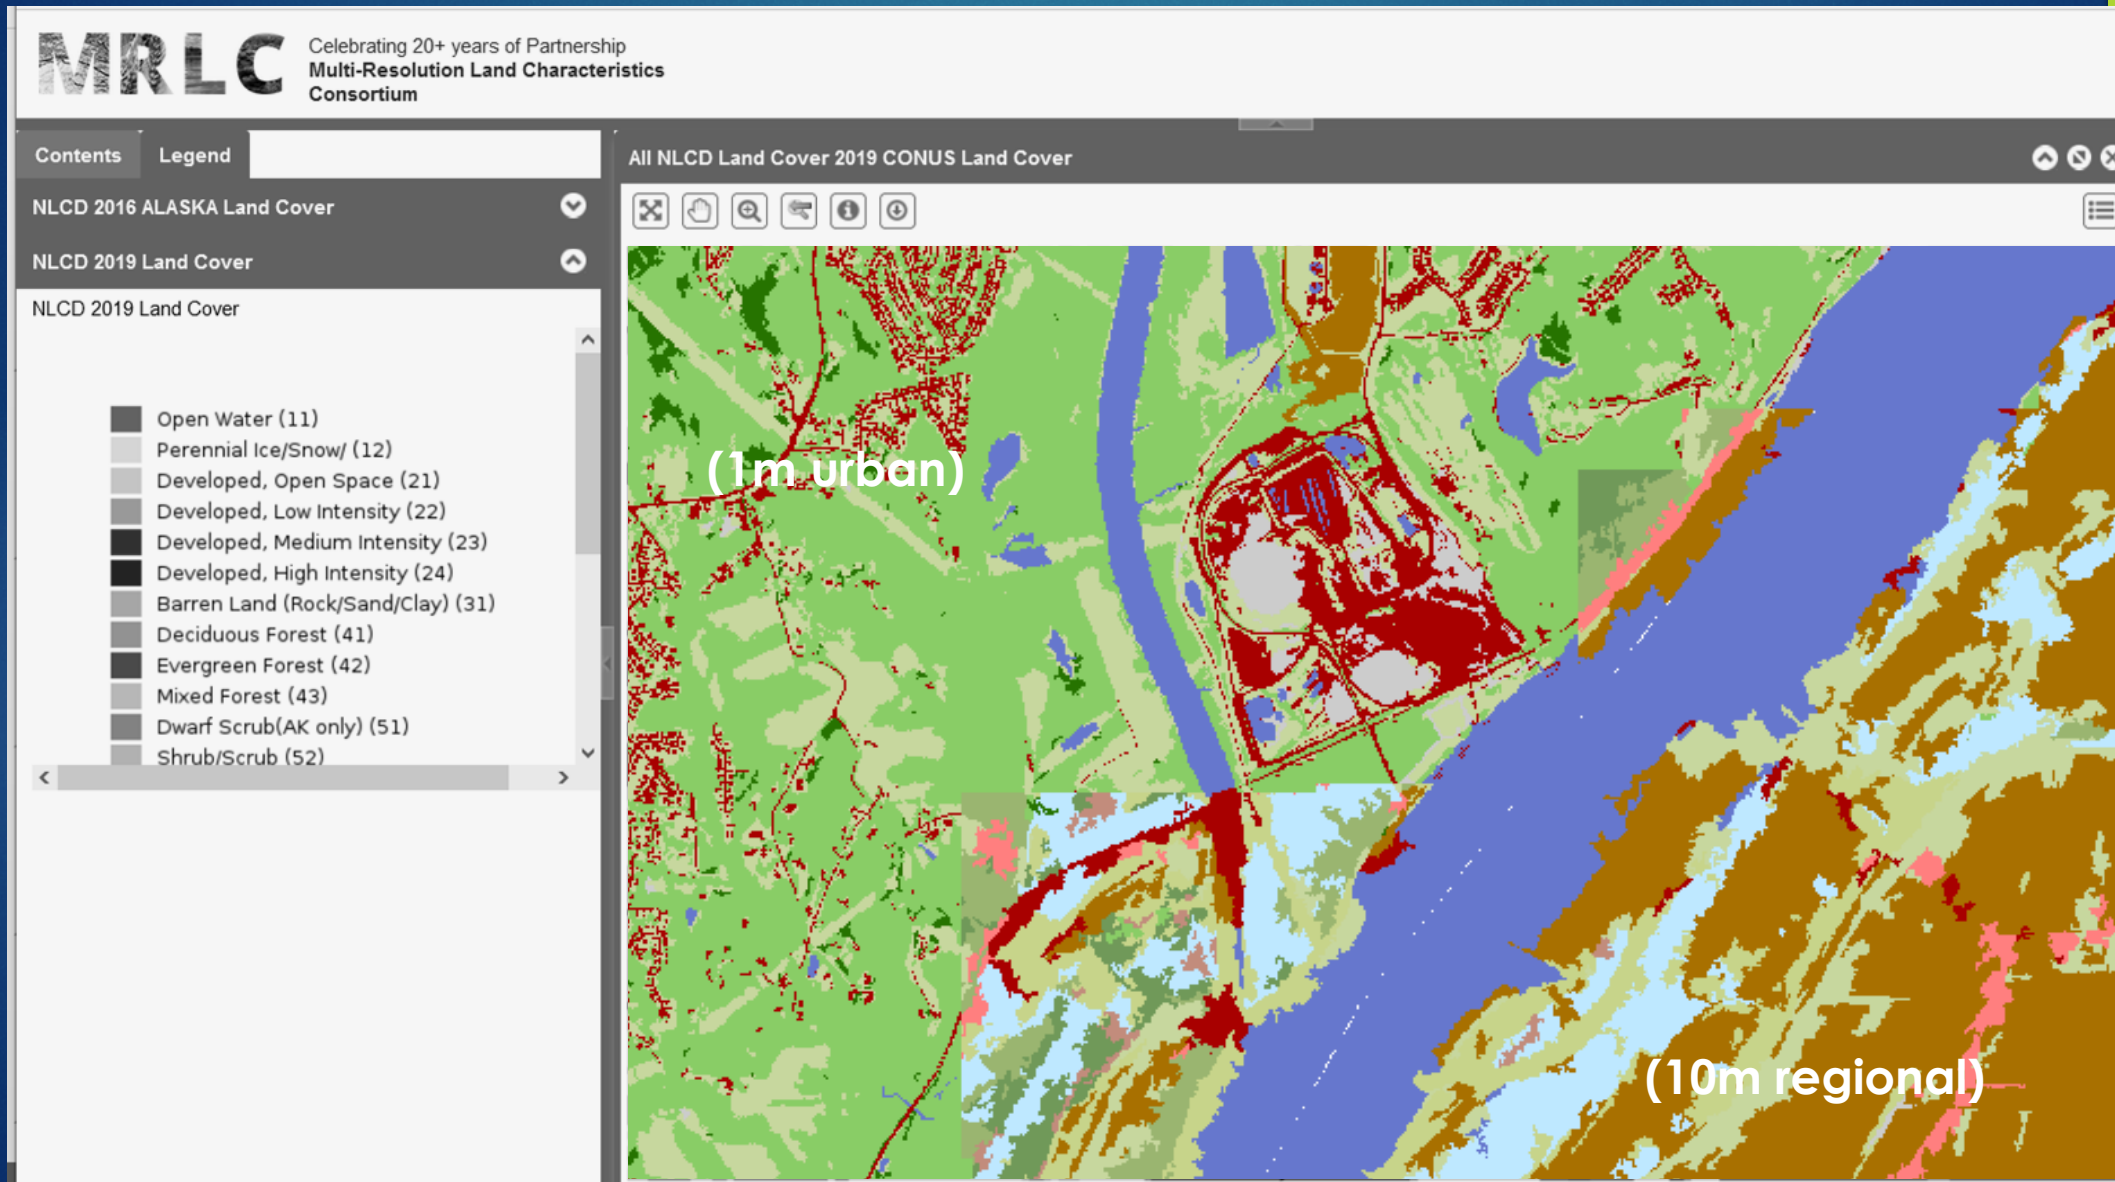 MRLC
Celebrating 20+ years of Partnership
Multi-Resolution Land Characteristics
Consortium
Contents
Legend
All NLCD Land Cover 2019 CONUS Land Cover
NLCD 2016 ALASKA Land Cover
NLCD 2019 Land Cover
NLCD 2019 Land Cover
Open Water (11)
Perennial Ice/Snow/ (12)
Developed, Open Space (21)
Developed, Low Intensity (22)
Developed, Medium Intensity (23)
Developed, High Intensity (24)
Barren Land (Rock/Sand/Clay) (31)
Deciduous Forest (41)
Evergreen Forest (42)
Mixed Forest (43)
Dwarf Scrub(AK only) (51)
Shrub/Scrub (52)
(1m urban)
(10m regional)